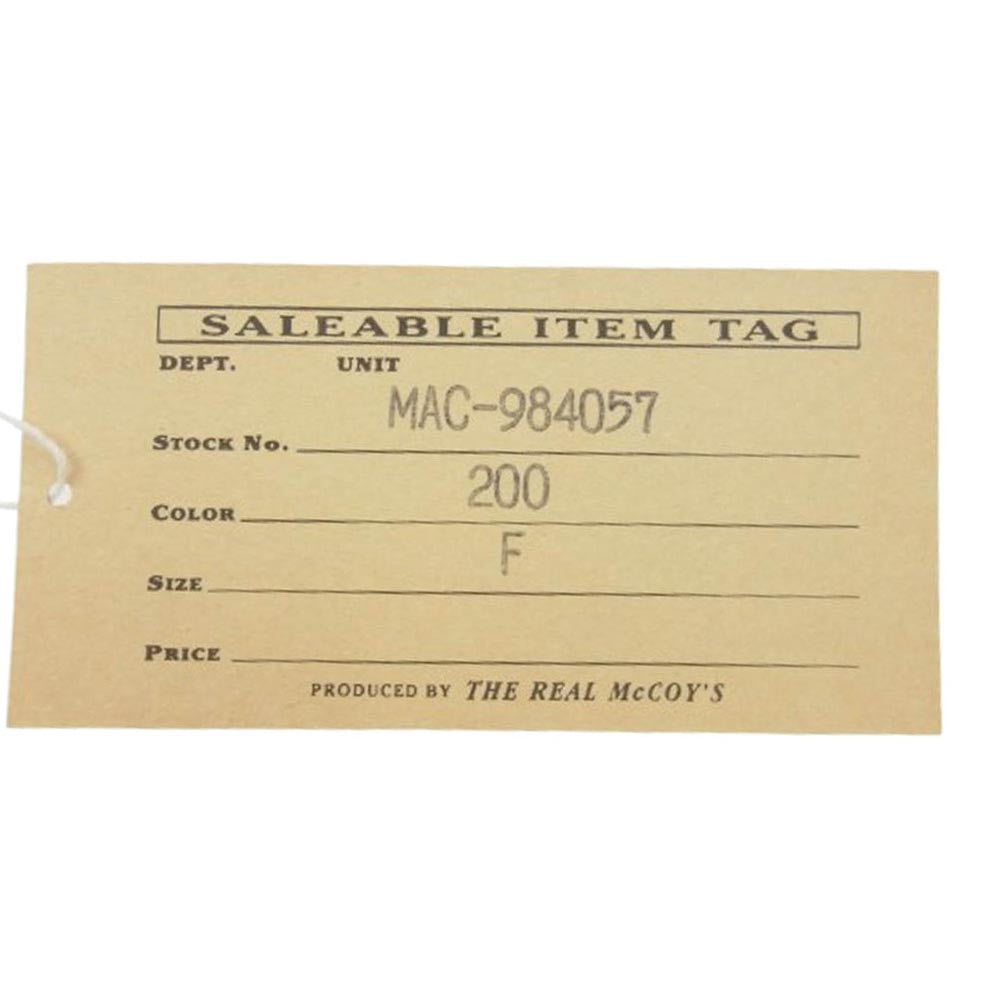 SALEABLE ITEM TAG
DEPT. UNIT
MAC-984057
STOCK No.
200
COLOR
F
SIZE
PRICE
PRODUCED BY THE REAL McCOY'S